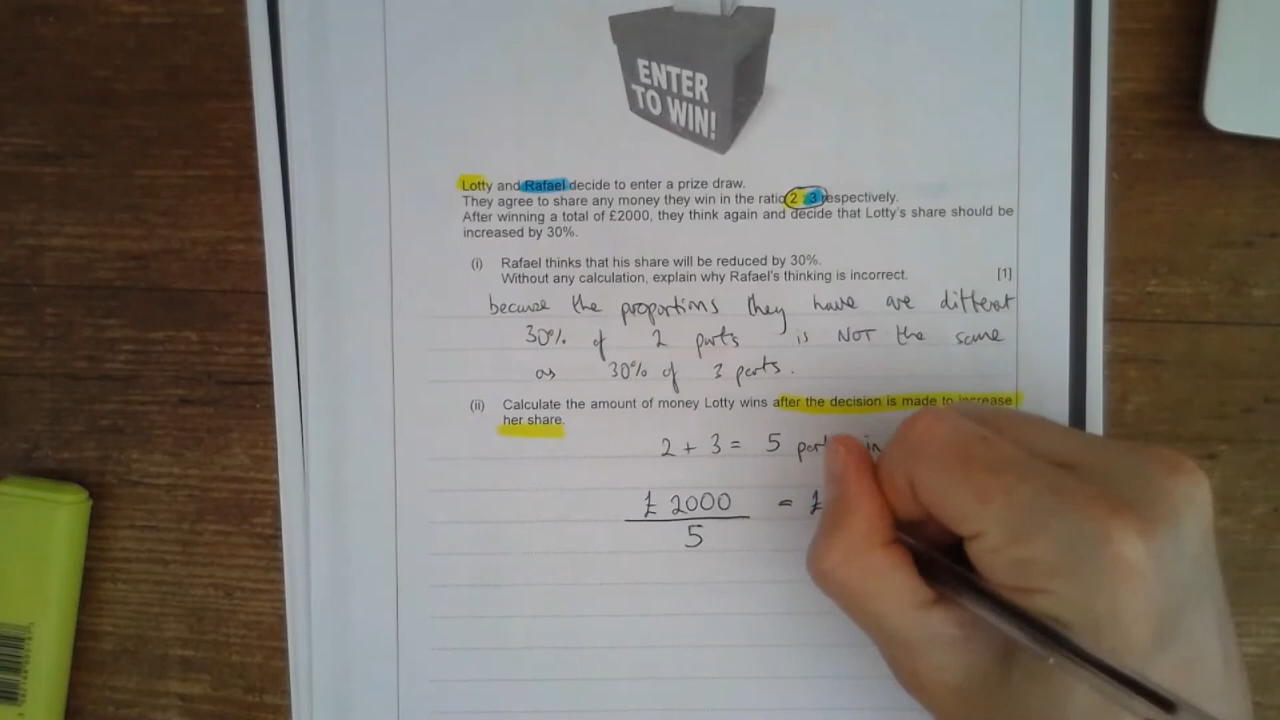 ENTER
TO WIN!
Lotty and Rafael decide to enter a prize draw.
They agree to share any money they win in the ratio 2 : 3 respectively.
After winning a total of £2000, they think again and decide that Lotty's share should be
increased by 30%.
(i) Rafael thinks that his share will be reduced by 30%.
Without any calculation, explain why Rafael's thinking is incorrect. [1]
because the proportions they have are different
30% of 2 parts is NOT the same
as 30% of 3 parts.
(ii) Calculate the amount of money Lotty wins after the decision is made to increase
her share.
2 + 3 = 5 in
£ 2000 = £
5